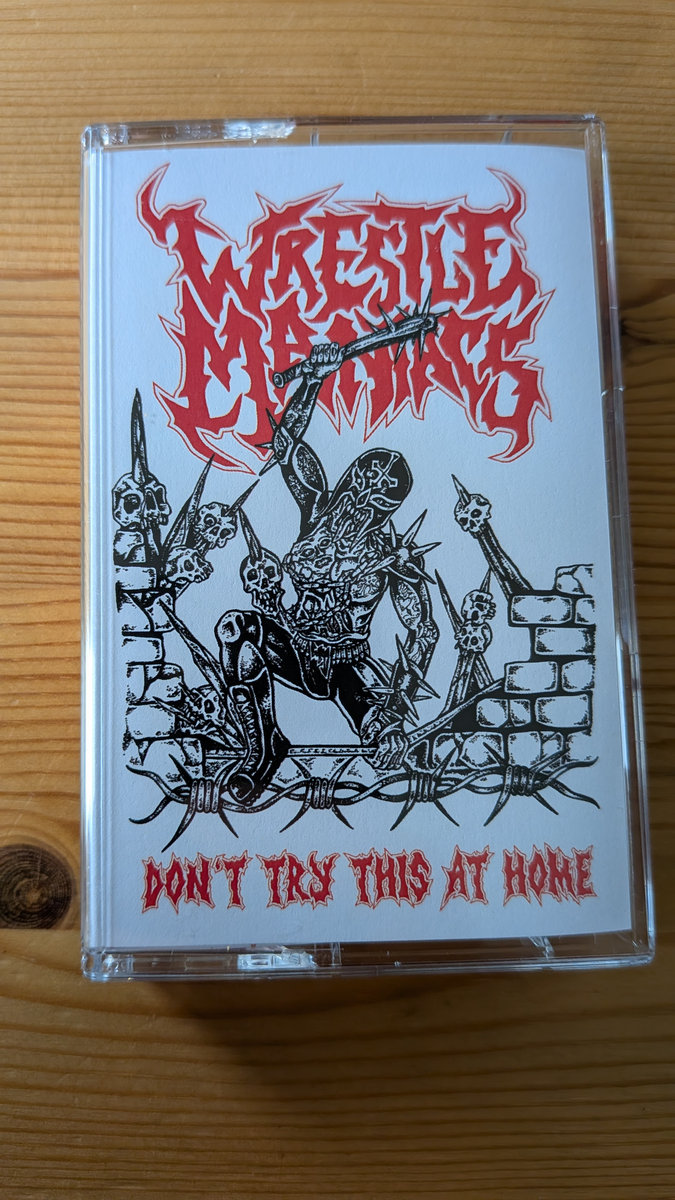 WRESTLE
MANIACS
DON'T TRY THIS AT HOME